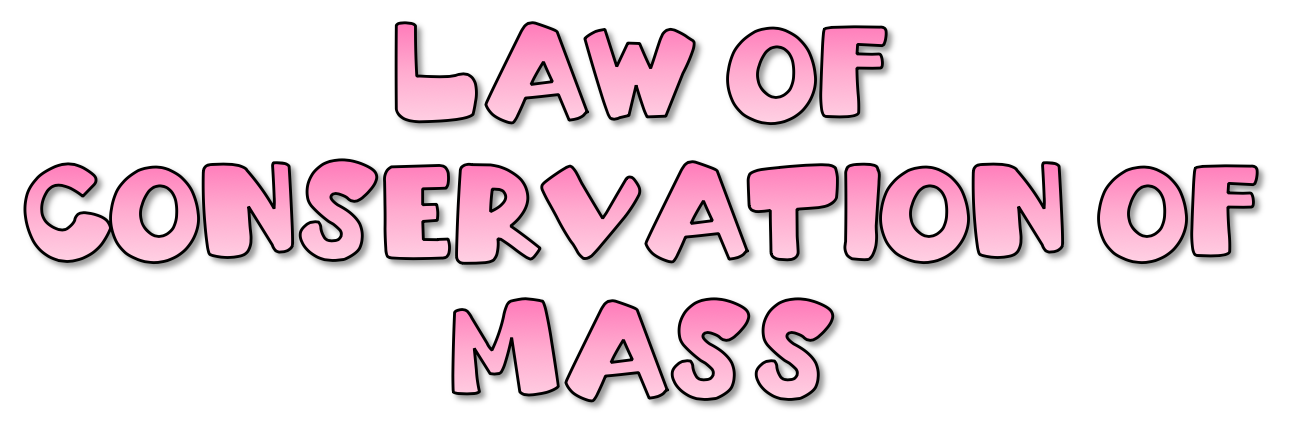 LAW OF
CONSERVATION OF
MASS